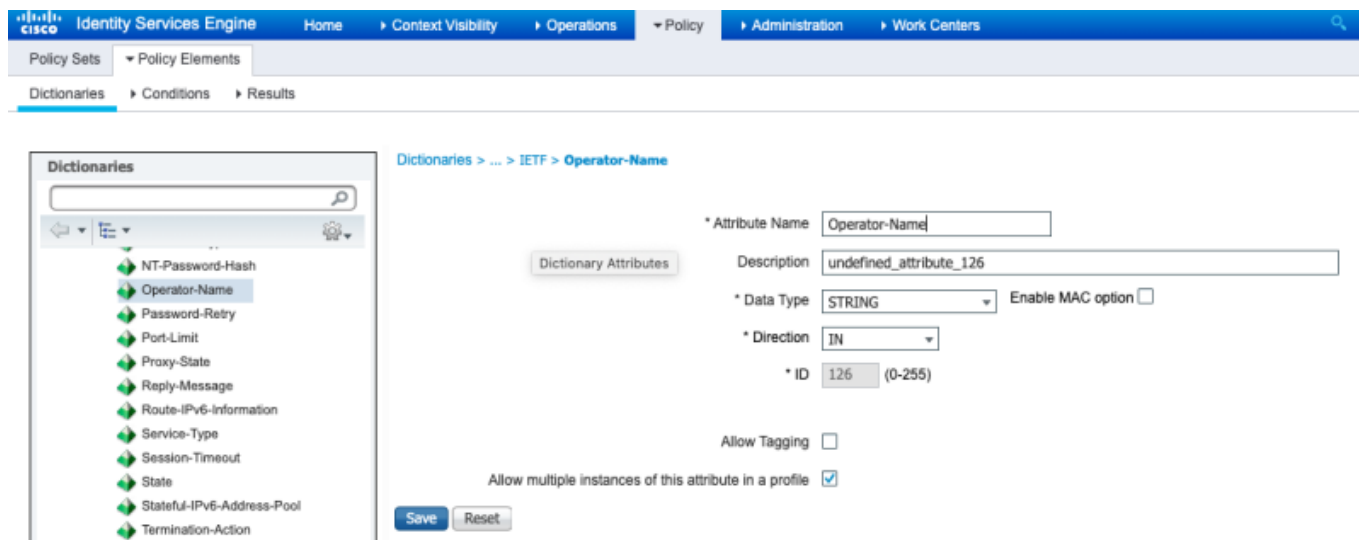 cisco Identity Services Engine Home Context Visibility Operations Policy Administration Work Centers
Policy Sets Policy Elements
Dictionaries Conditions Results
Dictionaries
NT-Password-Hash
Operator-Name
Password-Retry
Port-Limit
Proxy-State
Reply-Message
Route-IPv6-Information
Service-Type
Session-Timeout
State
Stateful-IPv6-Address-Pool
Termination-Action
Dictionaries > ... > IETF > Operator-Name
* Attribute Name Operator-Name
Dictionary Attributes
Description undefined_attribute_126
* Data Type STRING Enable MAC option
* Direction IN
* ID 126 (0-255)
Allow Tagging
Allow multiple instances of this attribute in a profile
Save Reset